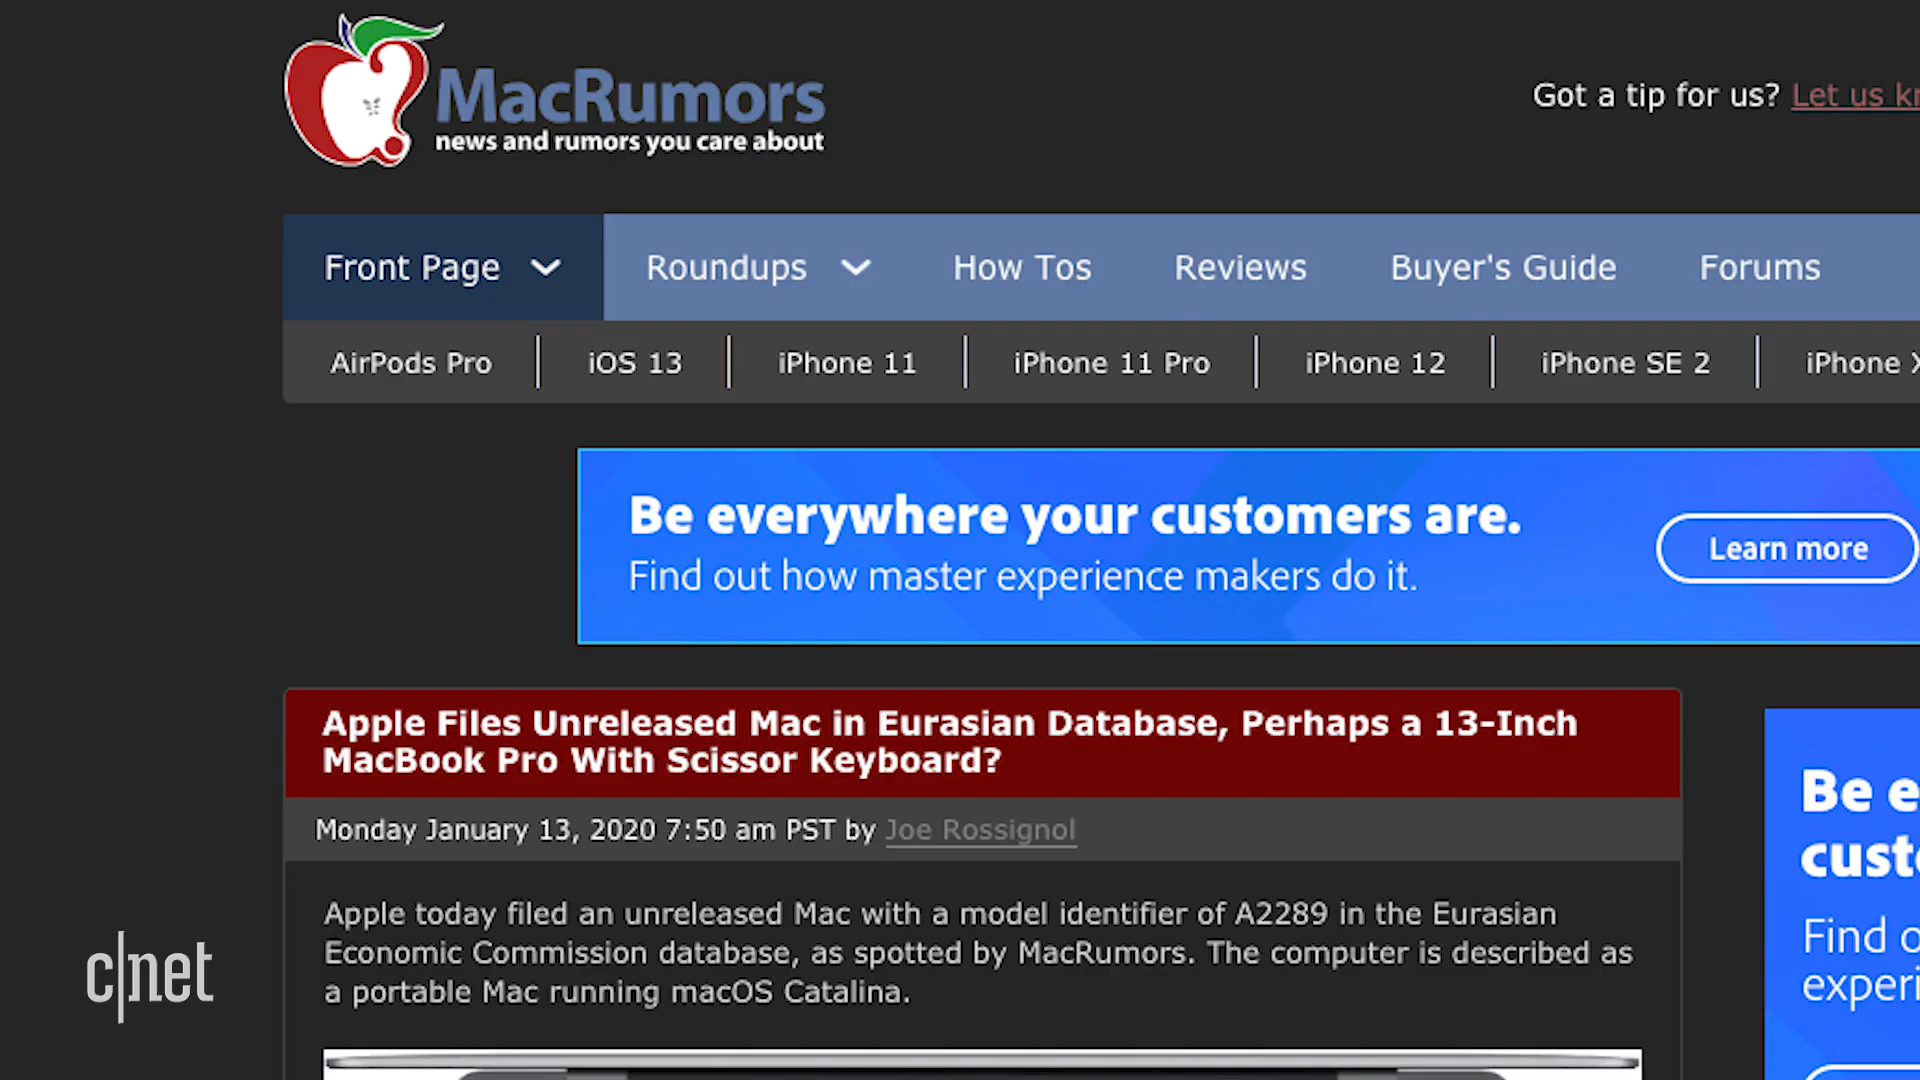 MacRumors
news and rumors you care about
Got a tip for us? Let us
Front Page
Roundups
How Tos
Reviews
Buyer's Guide
Forums
AirPods Pro
iOS 13
iPhone 11
iPhone 11 Pro
iPhone 12
iPhone SE 2
iPhone
Be everywhere your customers are.
Find out how master experience makers do it.
Learn more
Apple Files Unreleased Mac in Eurasian Database, Perhaps a 13-Inch
MacBook Pro With Scissor Keyboard?
Monday January 13, 2020 7:50 am PST by Joe Rossignol
Apple today filed an unreleased Mac with a model identifier of A2289 in the Eurasian
Economic Commission database, as spotted by MacRumors. The computer is described as
a portable Mac running macOS Catalina.
Be
Find
c|net